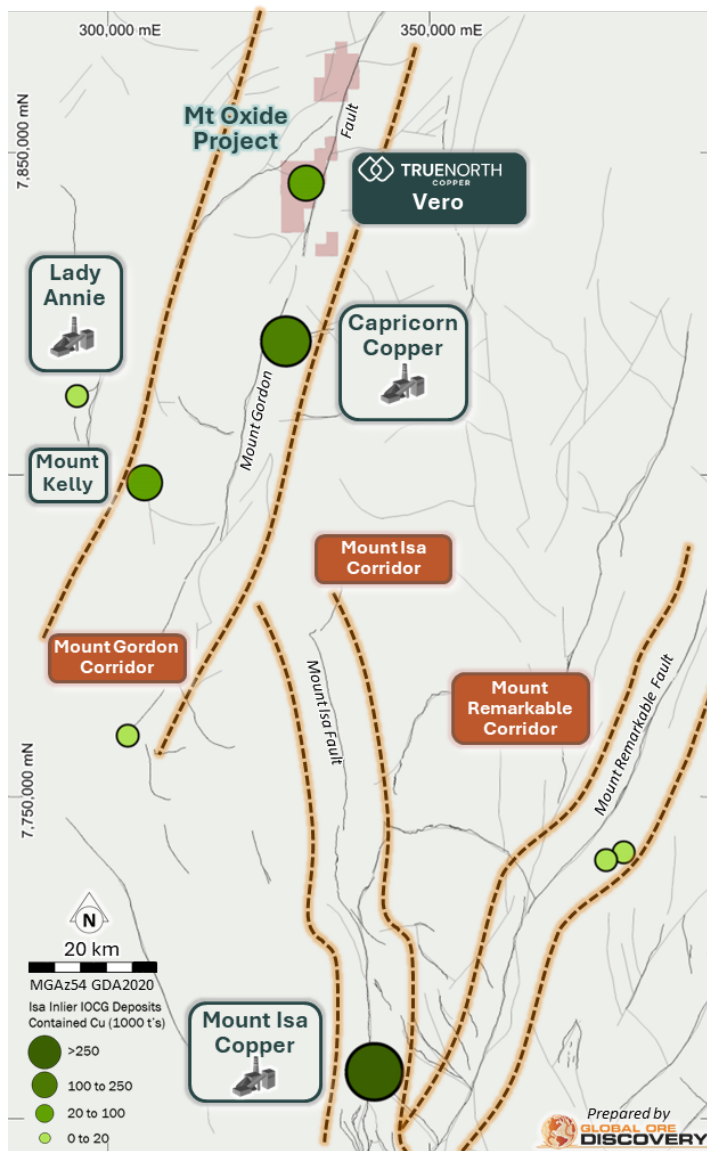 300,000 mE
350,000 mE
7,850,000 mN
Mt Oxide
Project
Fault
TRUENORTH
COPPER
Vero
Lady
Annie
Capricorn
Copper
Mount Gordon
Mount
Kelly
Mount Isa
Corridor
Mount Gordon
Corridor
Mount Isa Fault
Mount
Remarkable
Corridor
Mount Remarkable Fault
7,750,000 mN
N
20 km
MGAz54 GDA2020
Isa Inlier IOCG Deposits
Contained Cu (1000 t's)
>250
100 to 250
20 to 100
0 to 20
Mount Isa
Copper
Prepared by
GLOBAL ORE
DISCOVERY